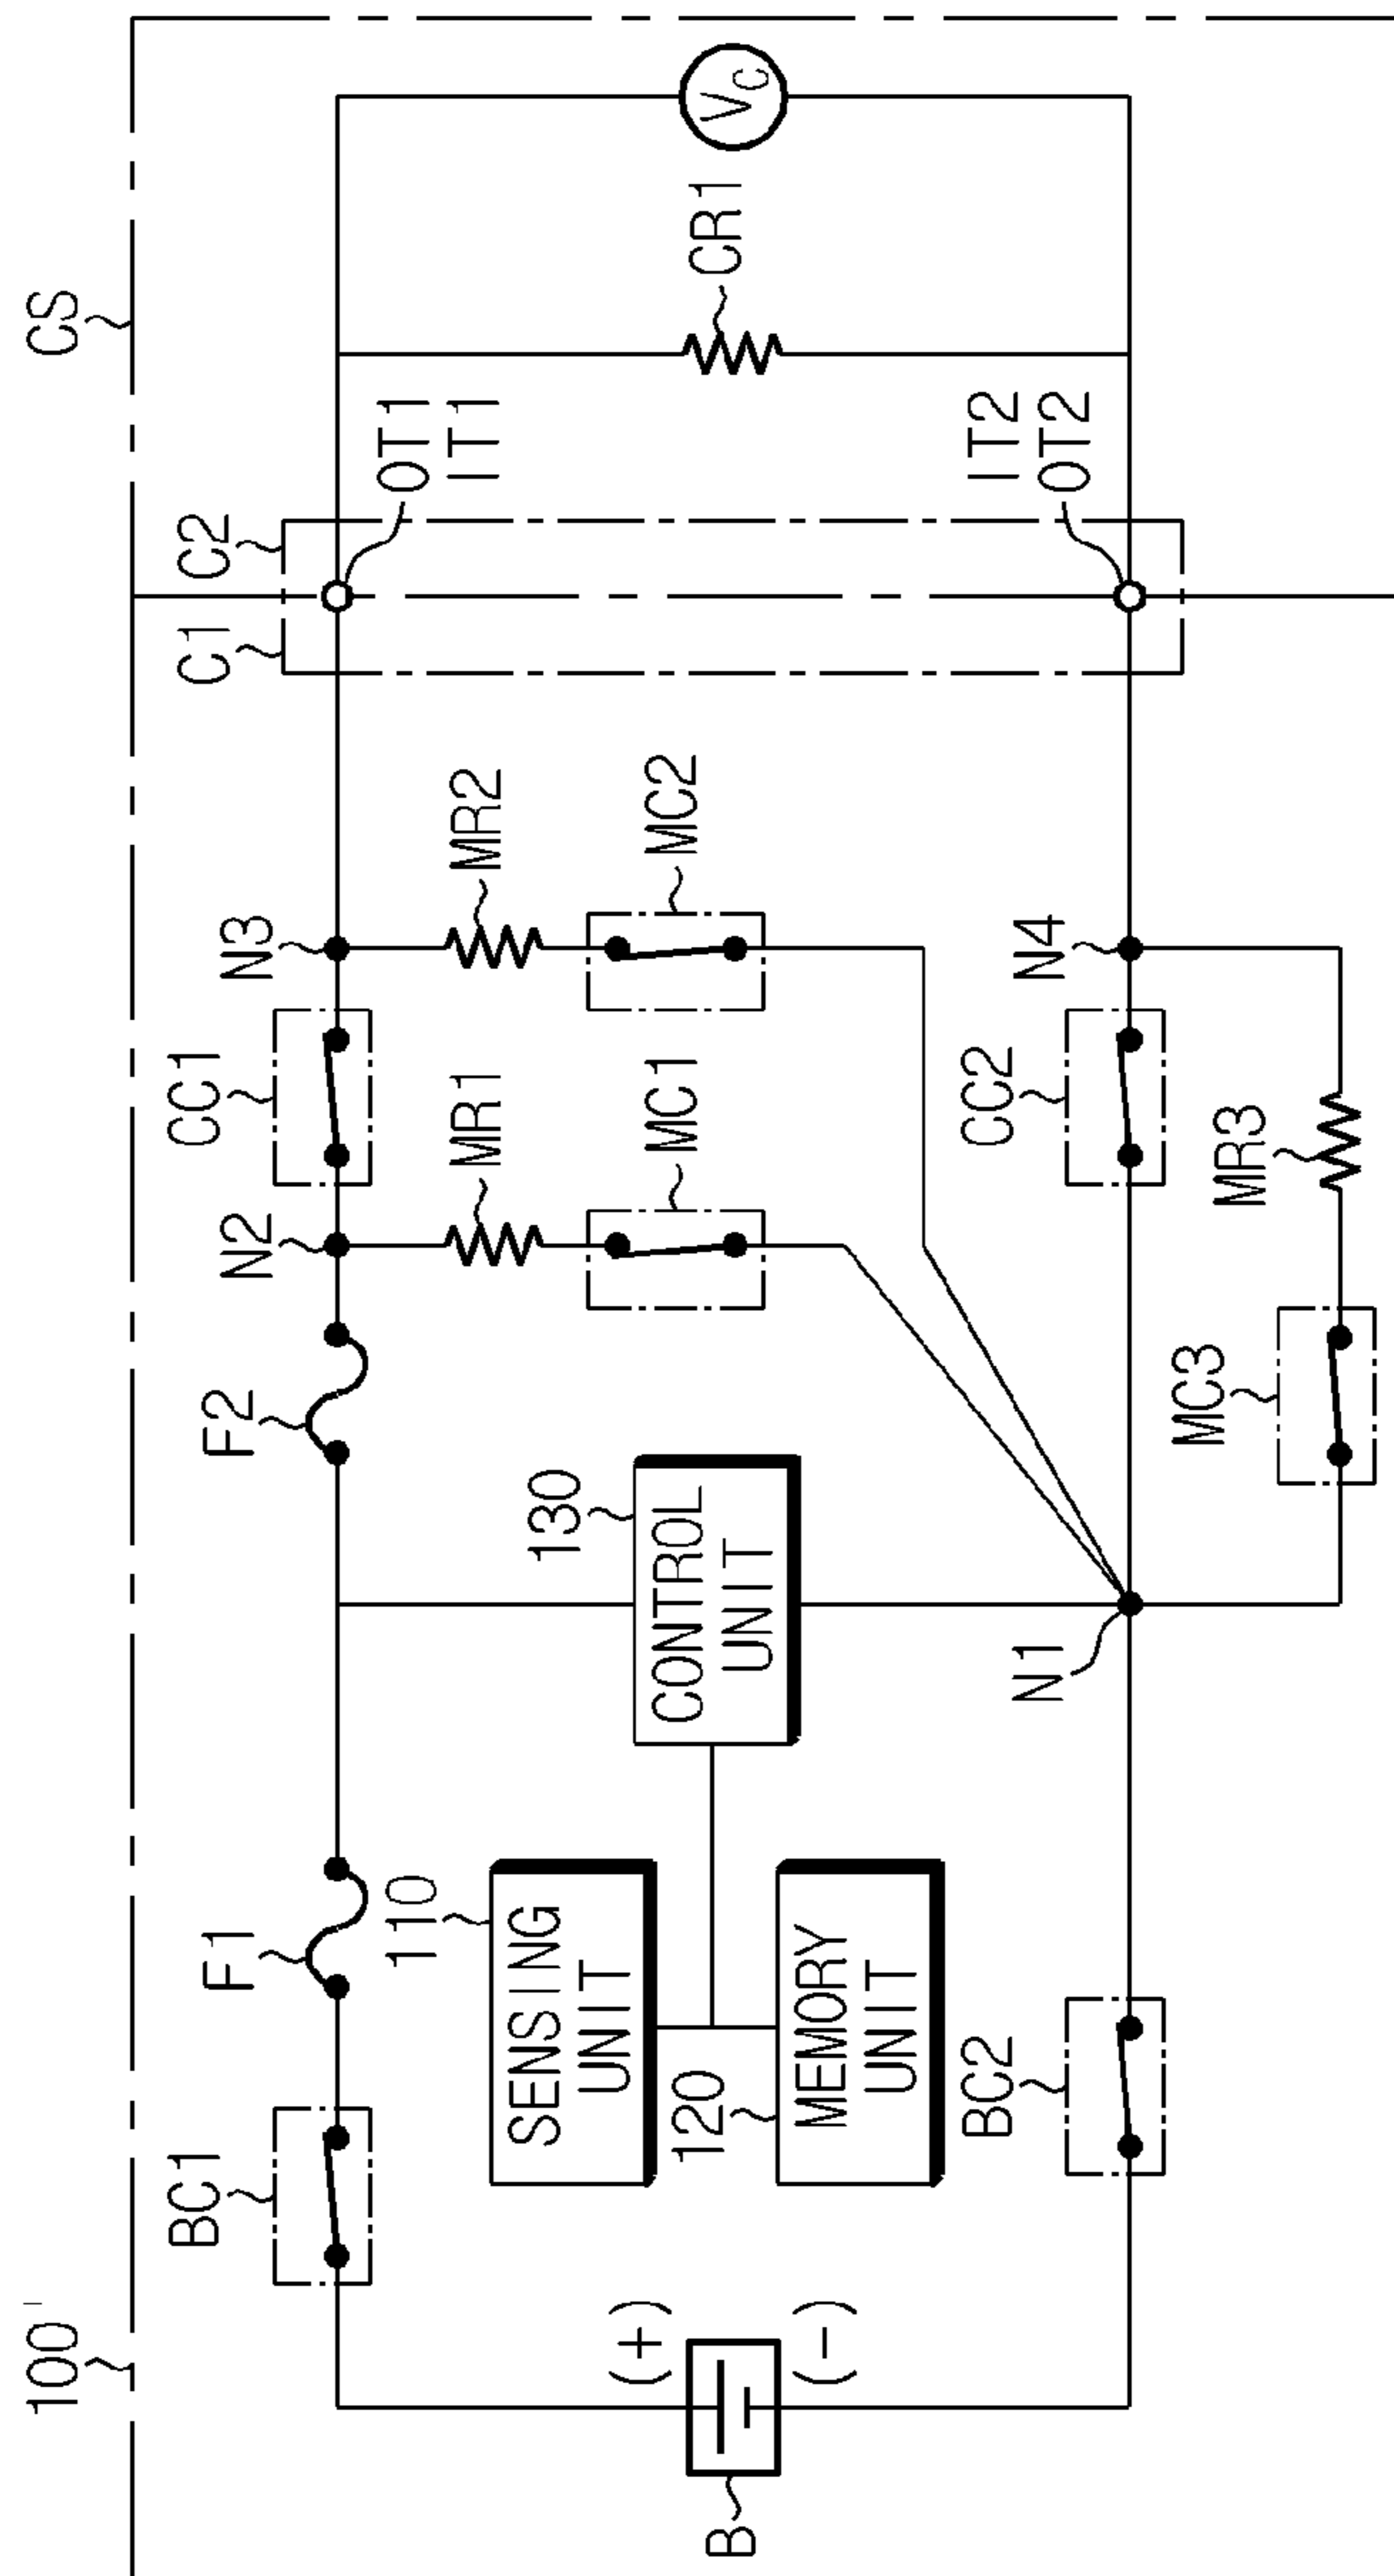 100'
CS
BC1
F1
F2
N2
CC1
N3
C1
C2
OT1
IT1
110
SENSING
UNIT
130
CONTROL
UNIT
MR1
MR2
MC1
MC2
CR1
VC
(+)
(-)
B
120
MEMORY
UNIT
BC2
N1
CC2
N4
IT2
OT2
MC3
MR3